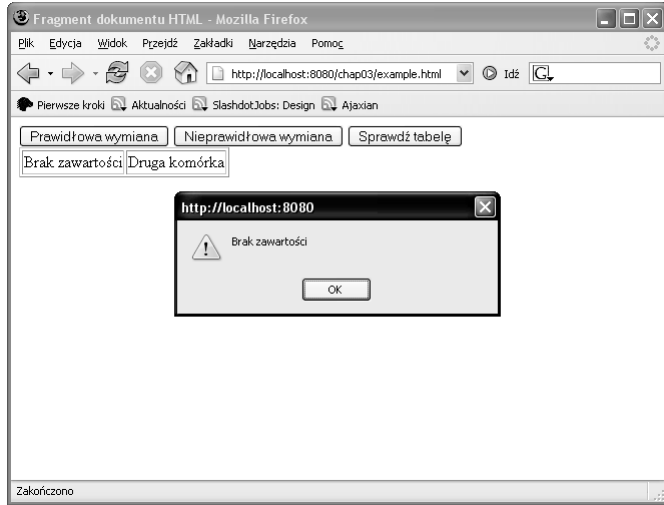 Fragment dokumentu HTML - Mozilla Firefox
Plik Edycja Widok Przejdź Zakładki Narzędzia Pomoc
http://localhost:8080/chap03/example.html Idź G
Pierwsze kroki Aktualności SlashdotJobs: Design Ajaxian
Prawidłowa wymiana Nieprawidłowa wymiana Sprawdź tabelę
Brak zawartości Druga komórka
http://localhost:8080
Brak zawartości
OK
Zakończono